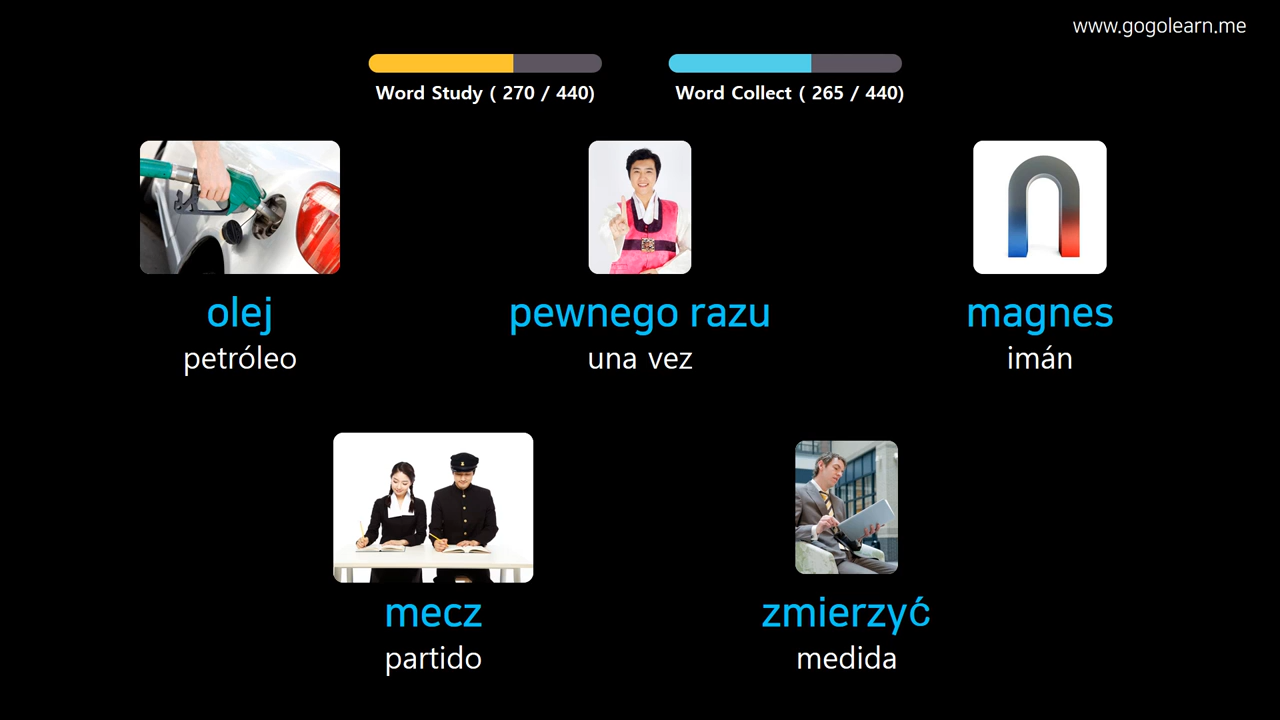 www.gogolearn.me
Word Study ( 270 / 440)
Word Collect ( 265 / 440)
olej
petróleo
pewnego razu
una vez
magnes
imán
mecz
partido
zmierzyć
medida